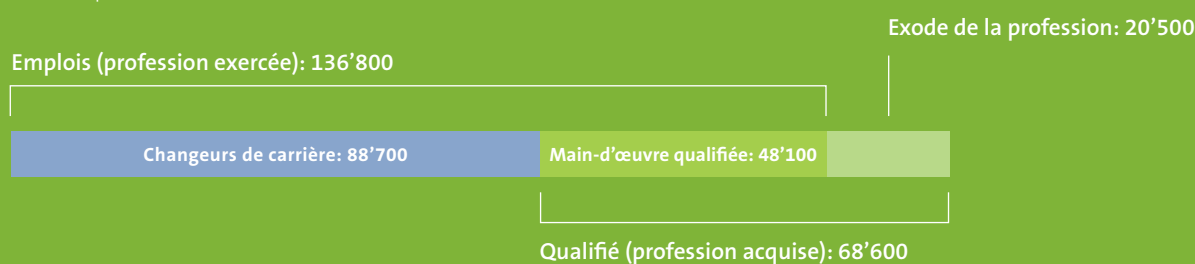 Exode de la profession: 20’500
Emplois (profession exercée): 136’800
Changeurs de carrière: 88’700
Main-d’œuvre qualifiée: 48’100
Qualifié (profession acquise): 68’600